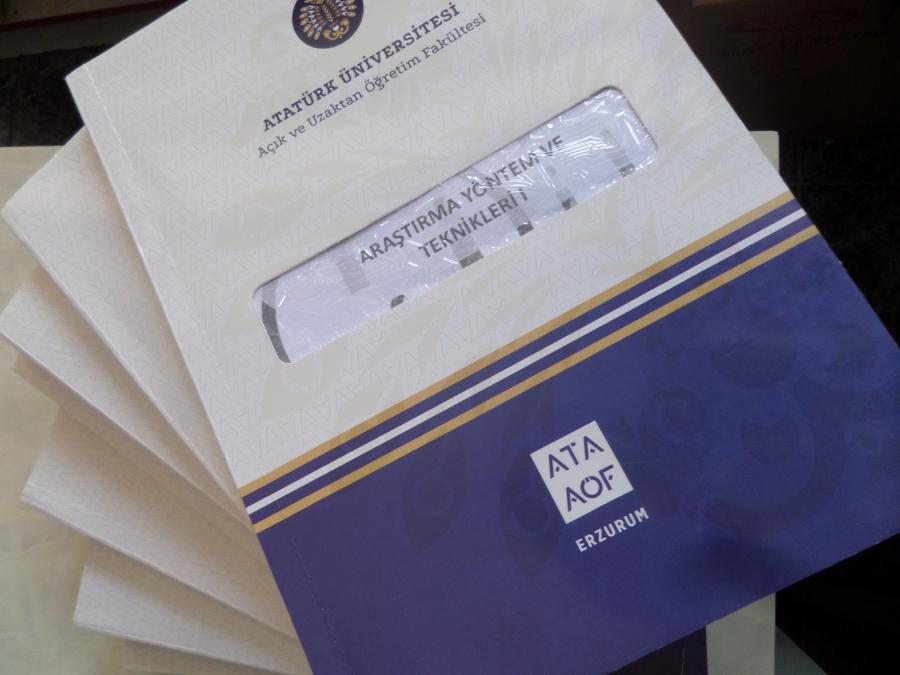 ATATÜRK ÜNİVERSİTESİ
Açık ve Uzaktan Öğretim Fakültesi
ARAŞTIRMA YÖNTEM VE
TEKNİKLERİ I
ATA
AÖF
ERZURUM